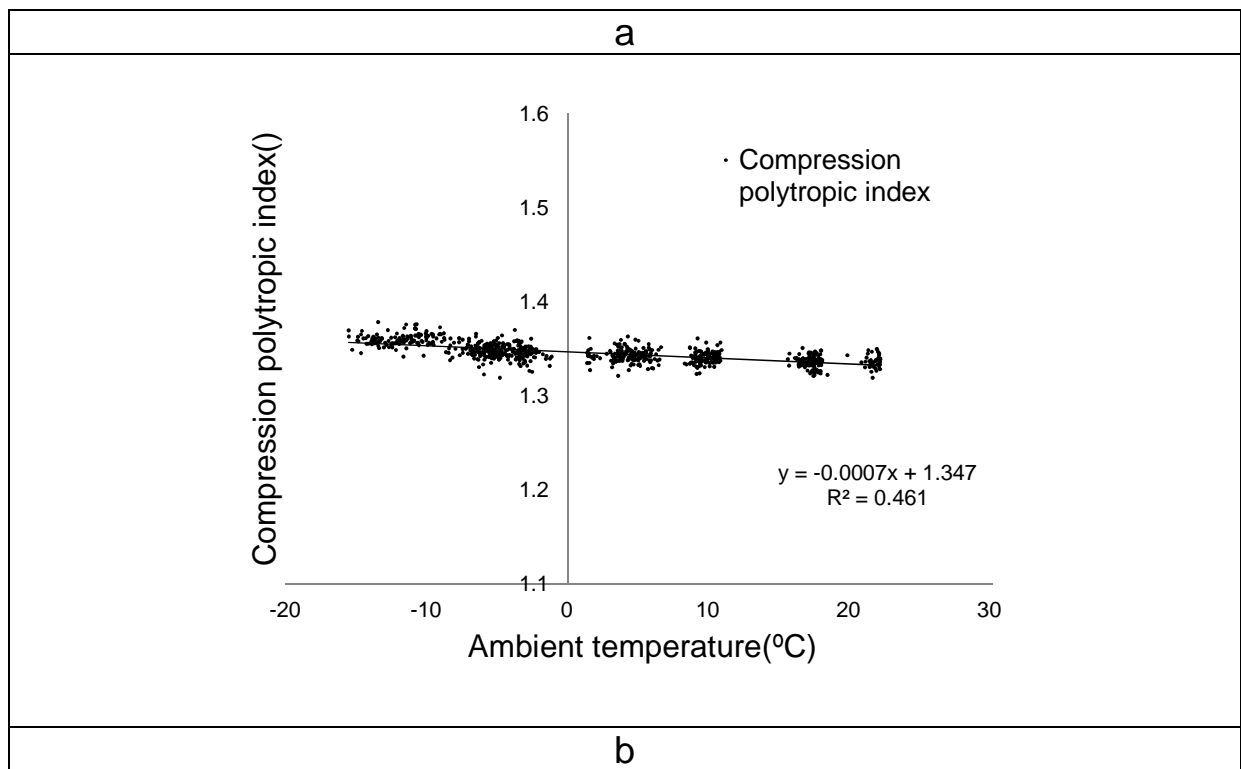 a
Compression polytropic index()
1.6
1.5
1.4
1.3
1.2
1.1
Compression
polytropic index
y = -0.0007x + 1.347
R² = 0.461
-20
-10
0
10
20
30
Ambient temperature(⁰C)
b